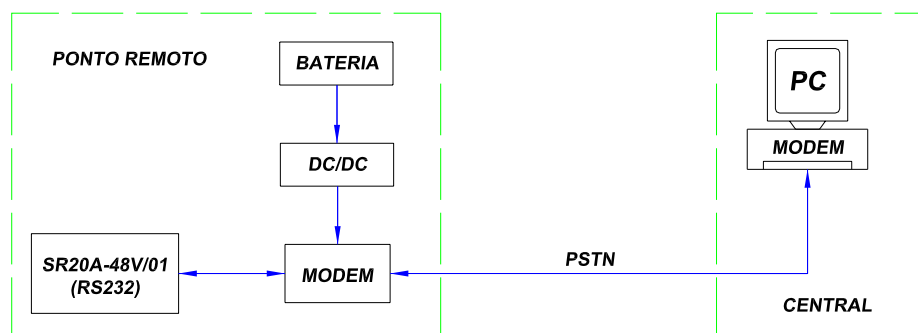 PONTO REMOTO
BATERIA
DC/DC
SR20A-48V/01
(RS232)
MODEM
PSTN
PC
MODEM
CENTRAL